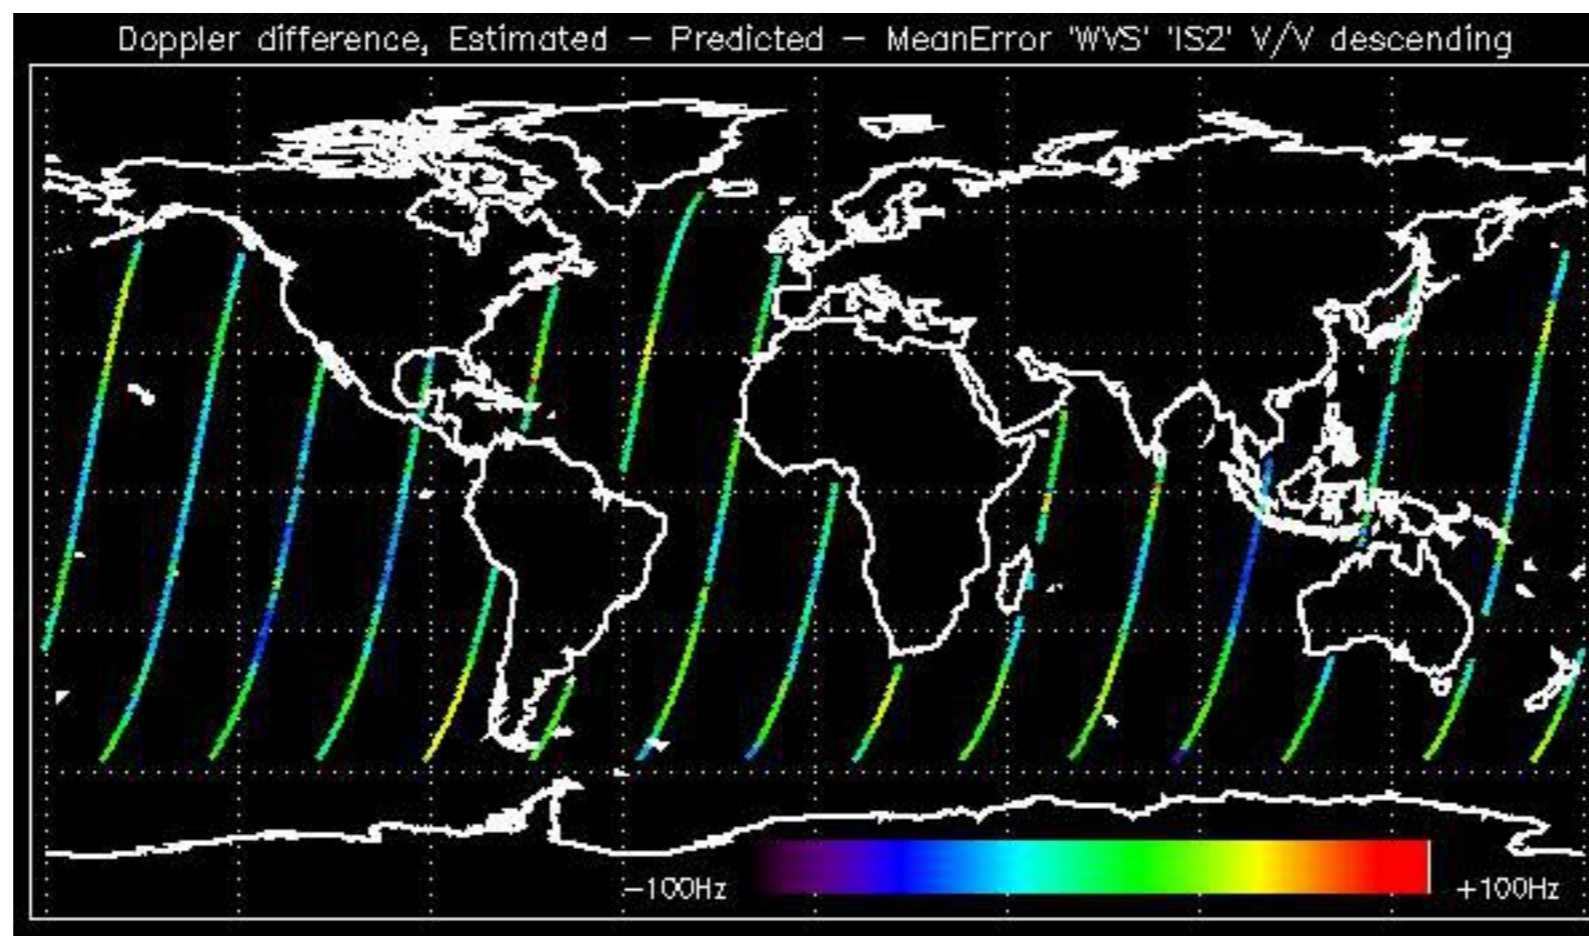 Doppler difference, Estimated – Predicted – MeanError 'WVS' 'IS2' V/V descending
–100Hz +100Hz